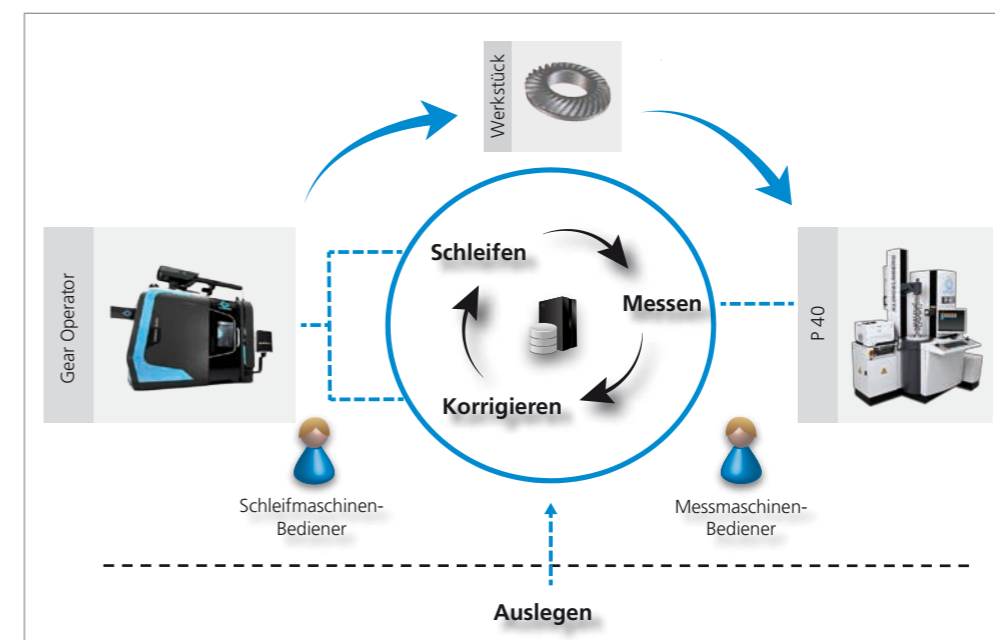 Werkstück
Gear Operator
Schleifen
Messen
Korrigieren
P 40
Schleifmaschinen-
Bediener
Messmaschinen-
Bediener
Auslegen